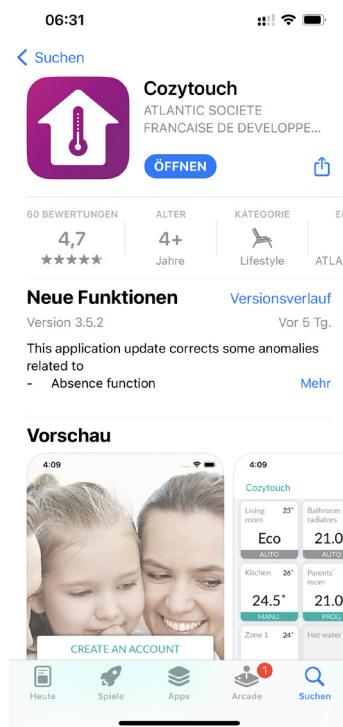 06:31
Suchen
Cozytouch
ATLANTIC SOCIETE
FRANCAISE DE DEVELOPPE...
ÖFFNEN
60 BEWERTUNGEN ALTER KATEGORIE
4,7 4+
Jahre Lifestyle ATLA
Neue Funktionen Versionsverlauf
Version 3.5.2 Vor 5 Tg.
This application update corrects some anomalies
related to
- Absence function Mehr
Vorschau
4:09 4:09
Cozytouch
Living room 23° Bathroom radiators
Eco 21.0
AUTO AUTO
Kitchen 26° Parents' room
24.5° 21.0
MANU. PROG
Zone 1 24° Hot water
CREATE AN ACCOUNT
1
Heute Spiele Apps Arcade Suchen